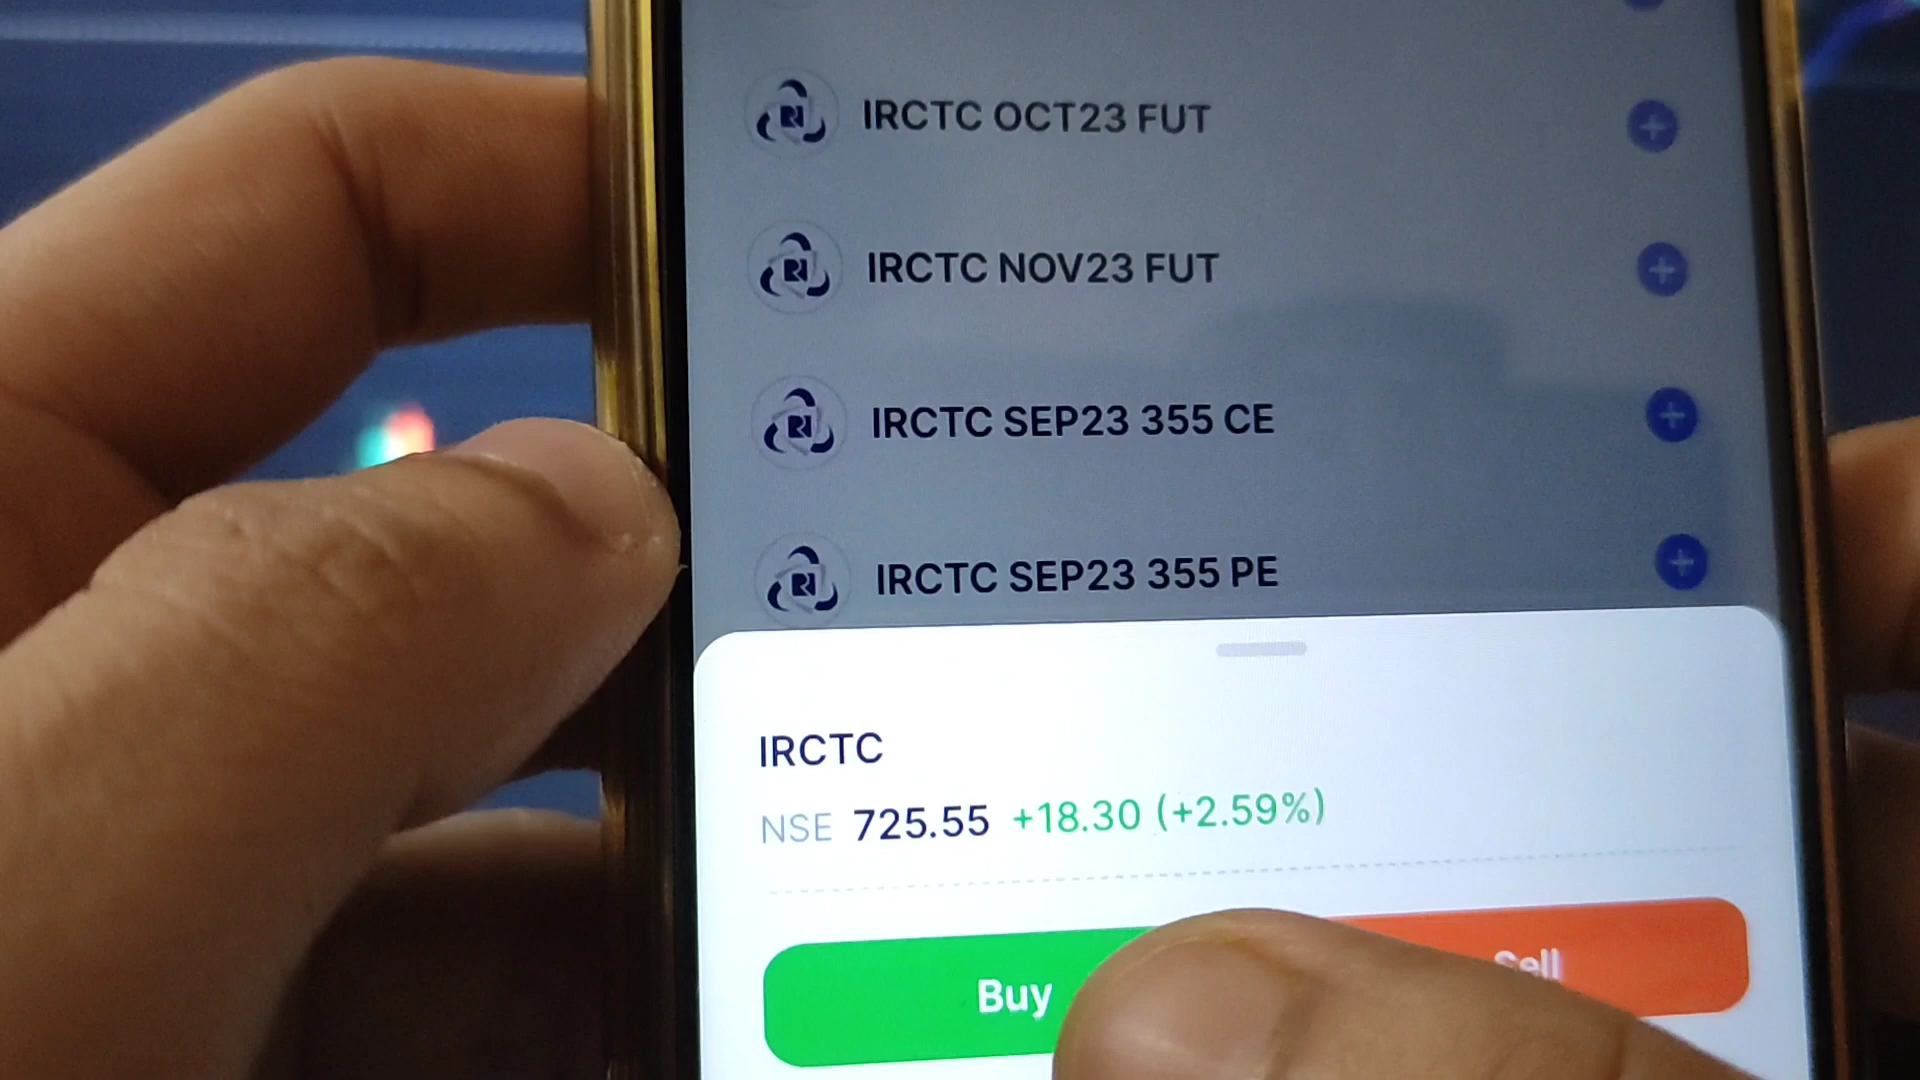 IRCTC OCT23 FUT
IRCTC NOV23 FUT
IRCTC SEP23 355 CE
IRCTC SEP23 355 PE
IRCTC
NSE 725.55 +18.30 (+2.59%)
Buy Sell